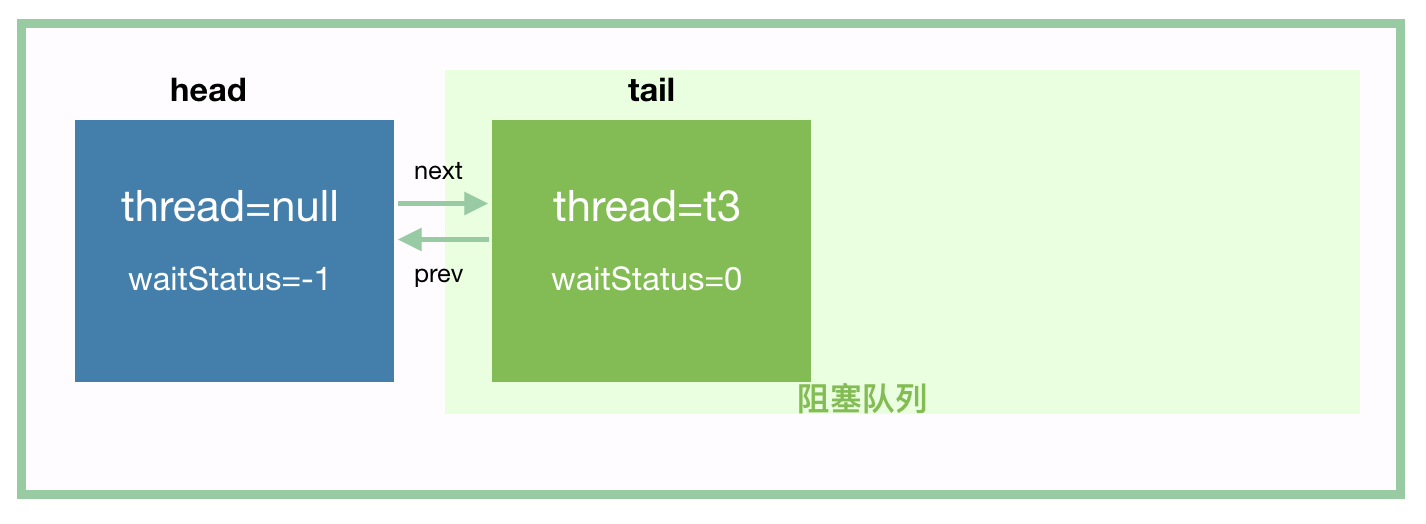 head
tail
thread=null
waitStatus=-1
next
prev
thread=t3
waitStatus=0
阻塞队列